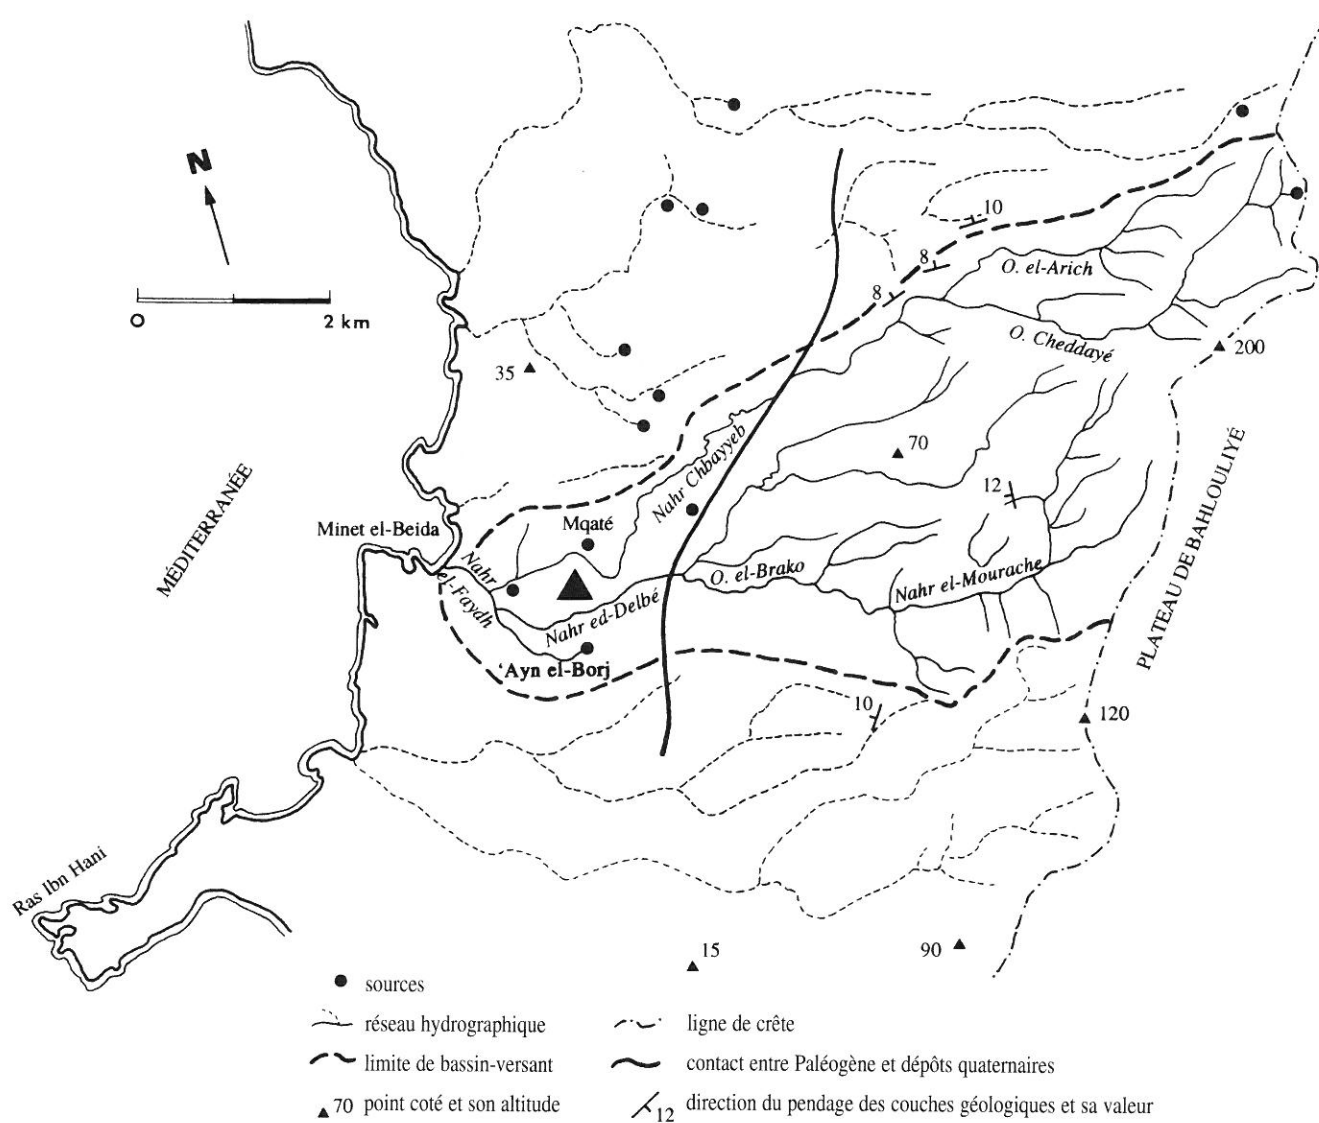 N
O 2 km
10
8
8
O. el-Arich
O. Cheddayé
200
35
70
12
MÉDITERRANÉE
PLATEAU DE BAHLOULIYÉ
Nahr Chbayyeb
Minet el-Beida
Mqaté
Nahr
el-Faydh
O. el-Brako
Nahr el-Mourache
Nahr ed-Delbé
'Ayn el-Borj
10
120
Ras Ibn Hani
15
90
sources
réseau hydrographique
ligne de crête
limite de bassin-versant
contact entre Paléogène et dépôts quaternaires
70 point coté et son altitude
12 direction du pendage des couches géologiques et sa valeur